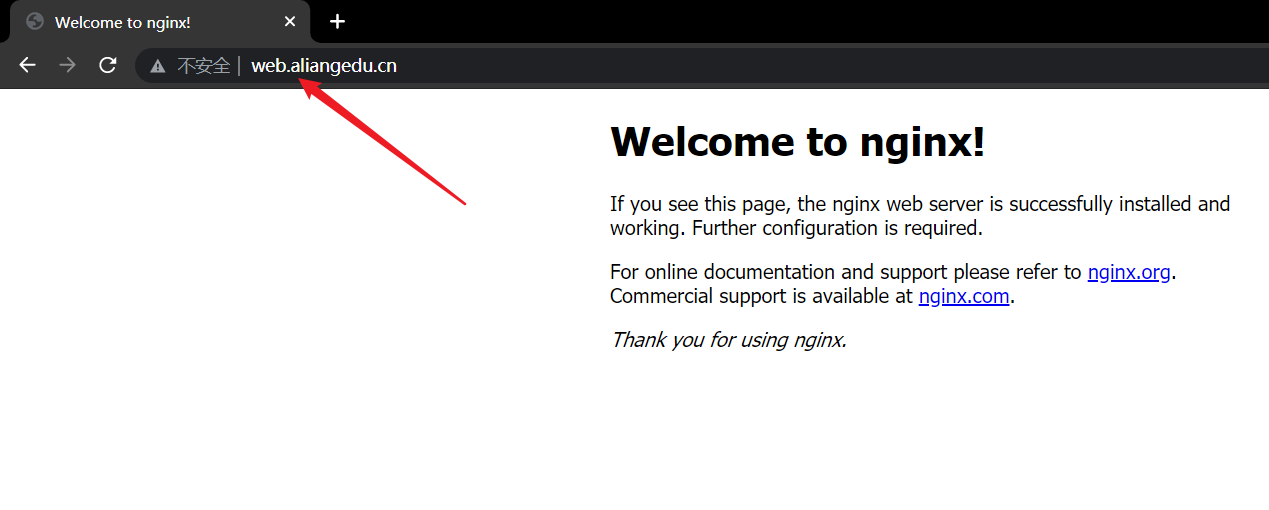 Welcome to nginx!
不安全 | web.aliangedu.cn
Welcome to nginx!
If you see this page, the nginx web server is successfully installed and
working. Further configuration is required.
For online documentation and support please refer to nginx.org.
Commercial support is available at nginx.com.
Thank you for using nginx.